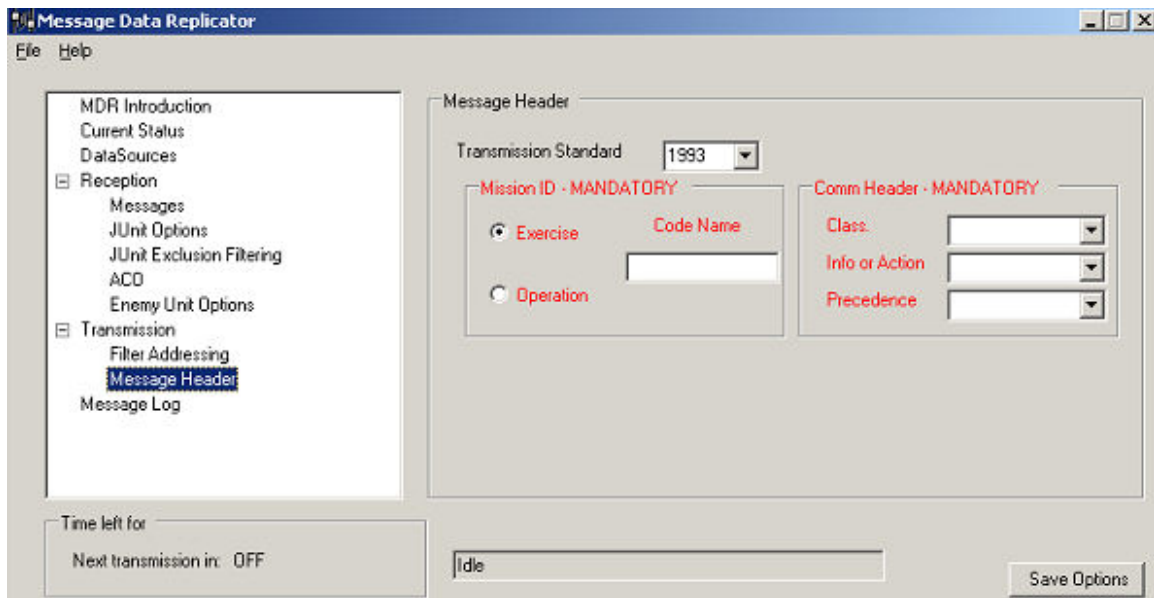 Message Data Replicator
File Help
MDR Introduction
Current Status
DataSources
Reception
Messages
JUnit Options
JUnit Exclusion Filtering
ACO
Enemy Unit Options
Transmission
Filter Addressing
Message Header
Message Log
Message Header
Transmission Standard 1993
Mission ID - MANDATORY
Exercise
Code Name
Operation
Comm Header - MANDATORY
Class.
Info or Action
Precedence
Time left for
Next transmission in: OFF
Idle
Save Options